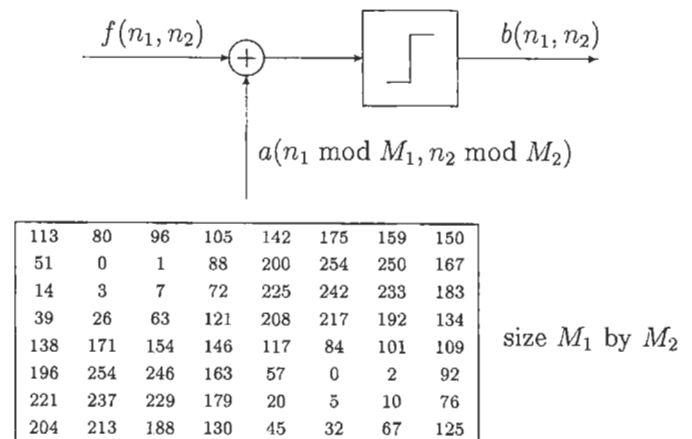 f(n₁, n₂)
+
b(n₁, n₂)
a(n₁ mod M₁, n₂ mod M₂)
113 80 96 105 142 175 159 150
51 0 1 88 200 254 250 167
14 3 7 72 225 242 233 183
39 26 63 121 208 217 192 134
138 171 154 146 117 84 101 109
196 254 246 163 57 0 2 92
221 237 229 179 20 5 10 76
204 213 188 130 45 32 67 125
size M₁ by M₂